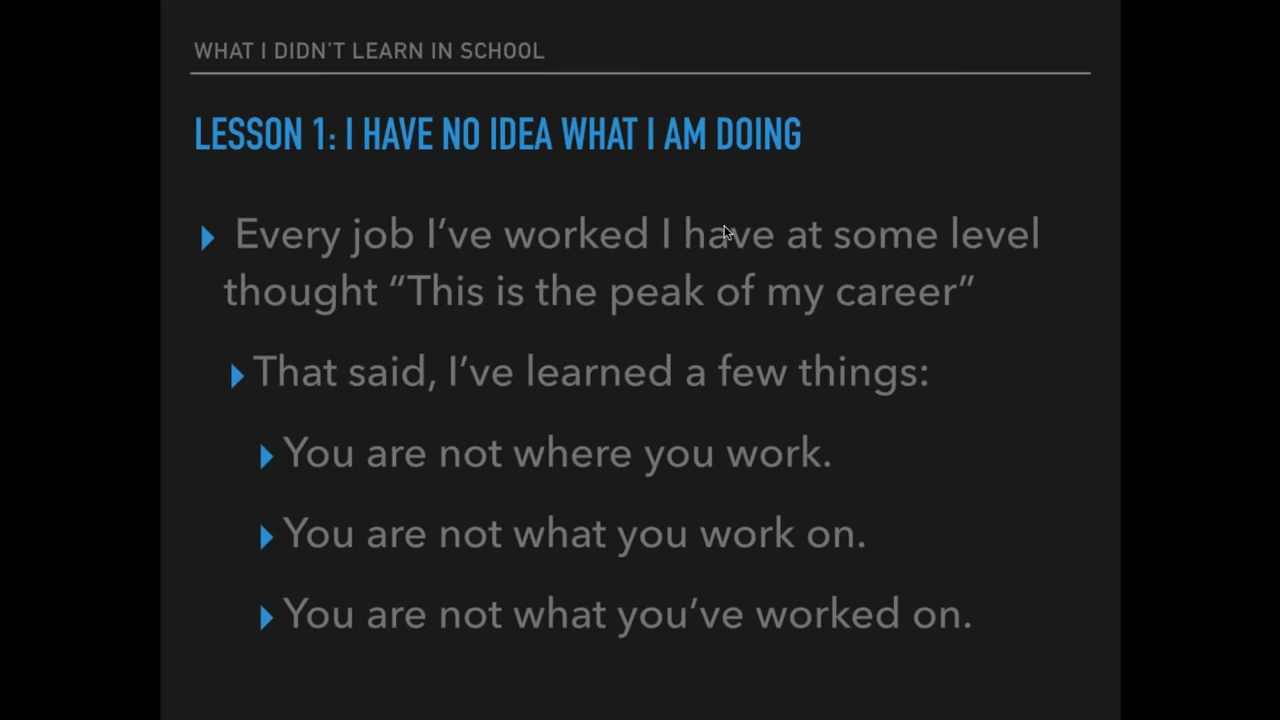 WHAT I DIDN'T LEARN IN SCHOOL
LESSON 1: I HAVE NO IDEA WHAT I AM DOING
Every job I’ve worked I have at some level
thought “This is the peak of my career”
That said, I’ve learned a few things:
You are not where you work.
You are not what you work on.
You are not what you’ve worked on.